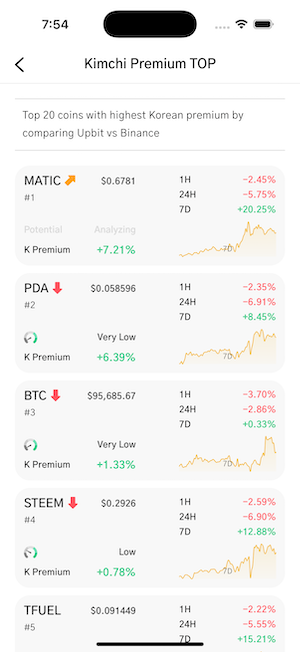 7:54
Kimchi Premium TOP
Top 20 coins with highest Korean premium by
comparing Upbit vs Binance
MATIC $0.6781 1H −2.45%
#1 24H −5.75%
7D +20.25%
Potential Analyzing
K Premium +7.21% 7D
PDA $0.058596 1H −2.35%
#2 24H −6.91%
7D +8.45%
Very Low
K Premium +6.39% 7D
BTC $95,685.67 1H −3.70%
#3 24H −2.86%
7D +0.33%
Very Low
K Premium +1.33% 7D
STEEM $0.2926 1H −2.59%
#4 24H −6.90%
7D +12.88%
Low
K Premium +0.78% 7D
TFUEL $0.091449 1H −2.22%
#5 24H −5.55%
7D +15.21%